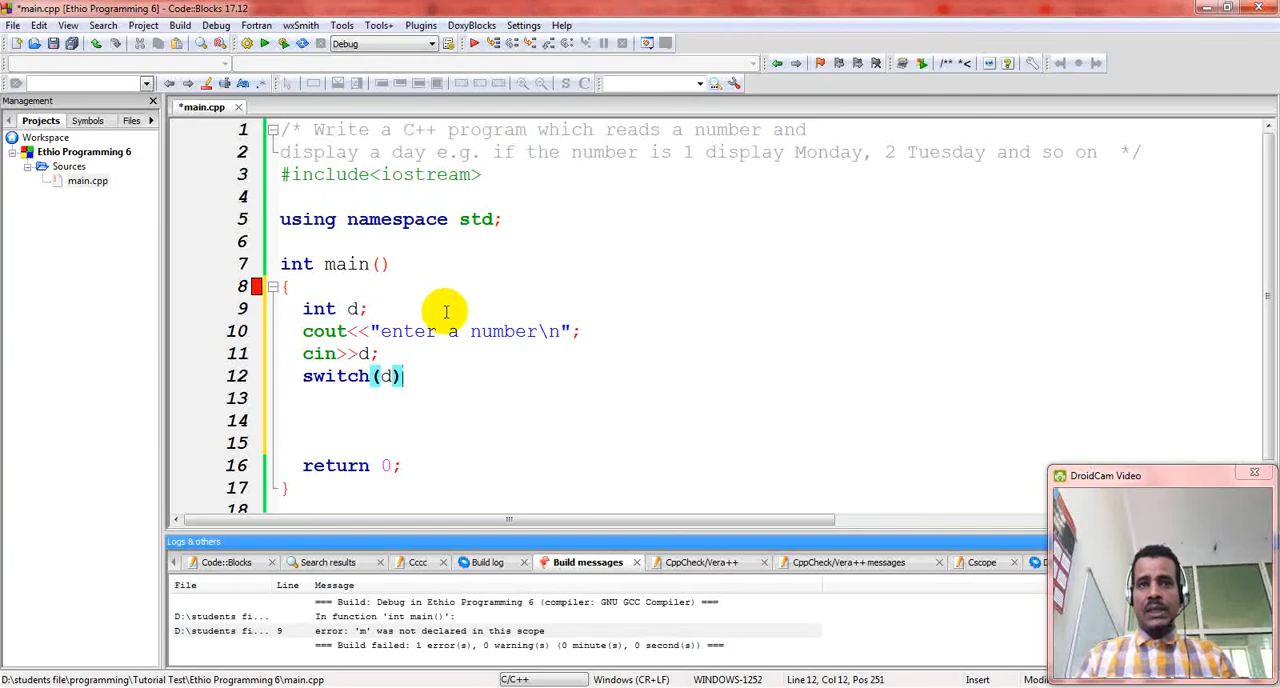 *main.cpp [Ethio Programming 6] - Code::Blocks 17.12
File Edit View Search Project Build Debug Fortran wxSmith Tools Tools+ Plugins DoxyBlocks Settings Help
Debug
/** *<
S C
Management
*main.cpp
Projects Symbols Files
Workspace
Ethio Programming 6
Sources
main.cpp
1 /* Write a C++ program which reads a number and
2 display a day e.g. if the number is 1 display Monday, 2 Tuesday and so on */
3 #include<iostream>
4
5 using namespace std;
6
7 int main()
8 {
9 int d;
10 cout<<"enter a number\n";
11 cin>>d;
12 switch(d)
13
14
15
16 return 0;
17 }
18
DroidCam Video
Logs & others
Code::Blocks Search results Cccc Build log Build messages CppCheck/Vera++ CppCheck/Vera++ messages Cscope D
File Line Message
=== Build: Debug in Ethio Programming 6 (compiler: GNU GCC Compiler) ===
D:\students fi... In function 'int main()':
D:\students fi... 9 error: 'm' was not declared in this scope
=== Build failed: 1 error(s), 0 warning(s) (0 minute(s), 0 second(s)) ===
D:\students file\programming\Tutorial Test\Ethio Programming 6\main.cpp C/C++ Windows (CR+LF) WINDOWS-1252 Line 12, Col 12, Pos 251 Insert Modi